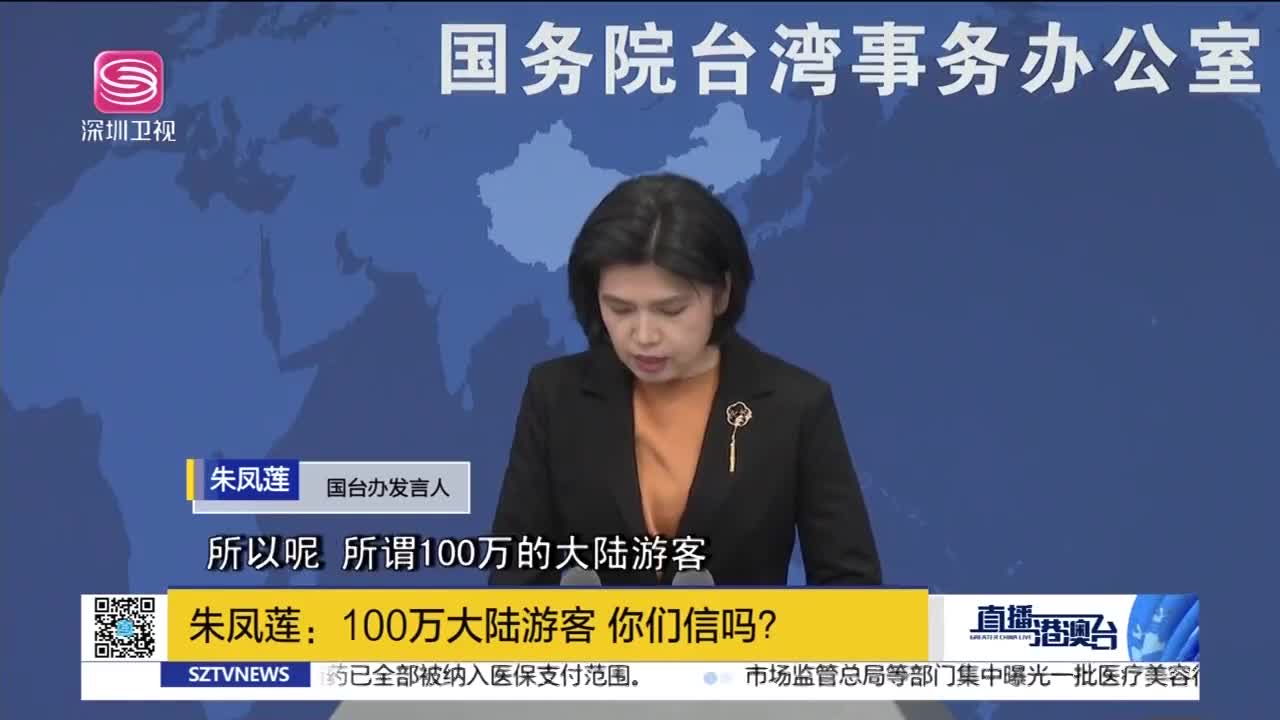 国务院台湾事务办公室
深圳卫视
朱凤莲
国台办发言人
所以呢 所谓100万的大陆游客
朱凤莲：100万大陆游客 你们信吗?
直播港澳台
GREATER CHINA LIVE
SZTVNEWS
药已全部被纳入医保支付范围。
市场监管总局等部门集中曝光一批医疗美容